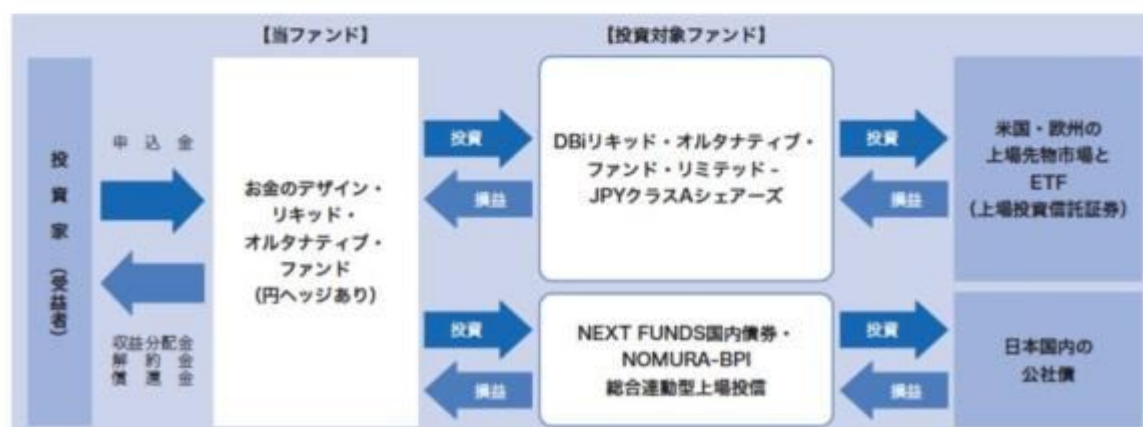 【当ファンド】
【投資対象ファンド】
投資家（受益者）
申込金
収益分配金
解約金
償還金
お金のデザイン・
リキッド・
オルタナティブ・
ファンド
（円ヘッジあり）
投資
損益
DBiリキッド・オルタナティブ・
ファンド・リミテッド -
JPYクラスAシェアーズ
投資
損益
米国・欧州の
上場先物市場と
ETF
（上場投資信託証券）
投資
損益
NEXT FUNDS国内債券・
NOMURA-BPI
総合連動型上場投信
投資
損益
日本国内の
公社債